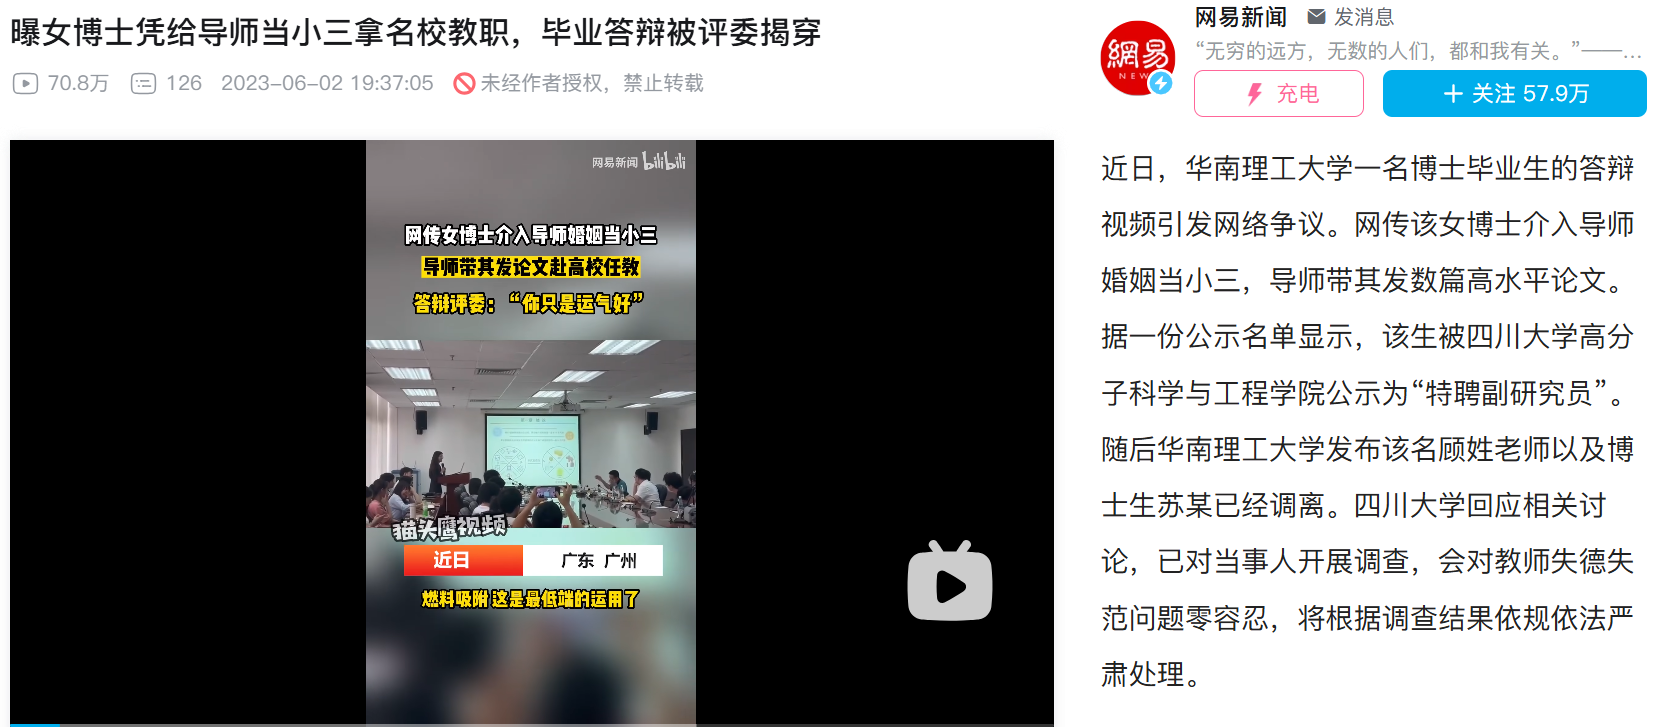 曝女博士凭给导师当小三拿名校教职，毕业答辩被评委揭穿
70.8万 126 2023-06-02 19:37:05 未经作者授权，禁止转载
网易新闻 bilibili
网传女博士介入导师婚姻当小三
导师带其发论文赴高校任教
答辩评委：“你只是运气好”
猫头鹰视频
近日 广东 广州
燃料吸附 这是最低端的运用了
網易
NEWS
网易新闻 发消息
“无穷的远方，无数的人们，都和我有关。”——…
充电 + 关注 57.9万
近日，华南理工大学一名博士毕业生的答辩
视频引发网络争议。网传该女博士介入导师
婚姻当小三，导师带其发数篇高水平论文。
据一份公示名单显示，该生被四川大学高分
子科学与工程学院公示为“特聘副研究员”。
随后华南理工大学发布该名顾姓老师以及博
士生苏某已经调离。四川大学回应相关讨
论，已对当事人开展调查，会对教师失德失
范问题零容忍，将根据调查结果依规依法严
肃处理。